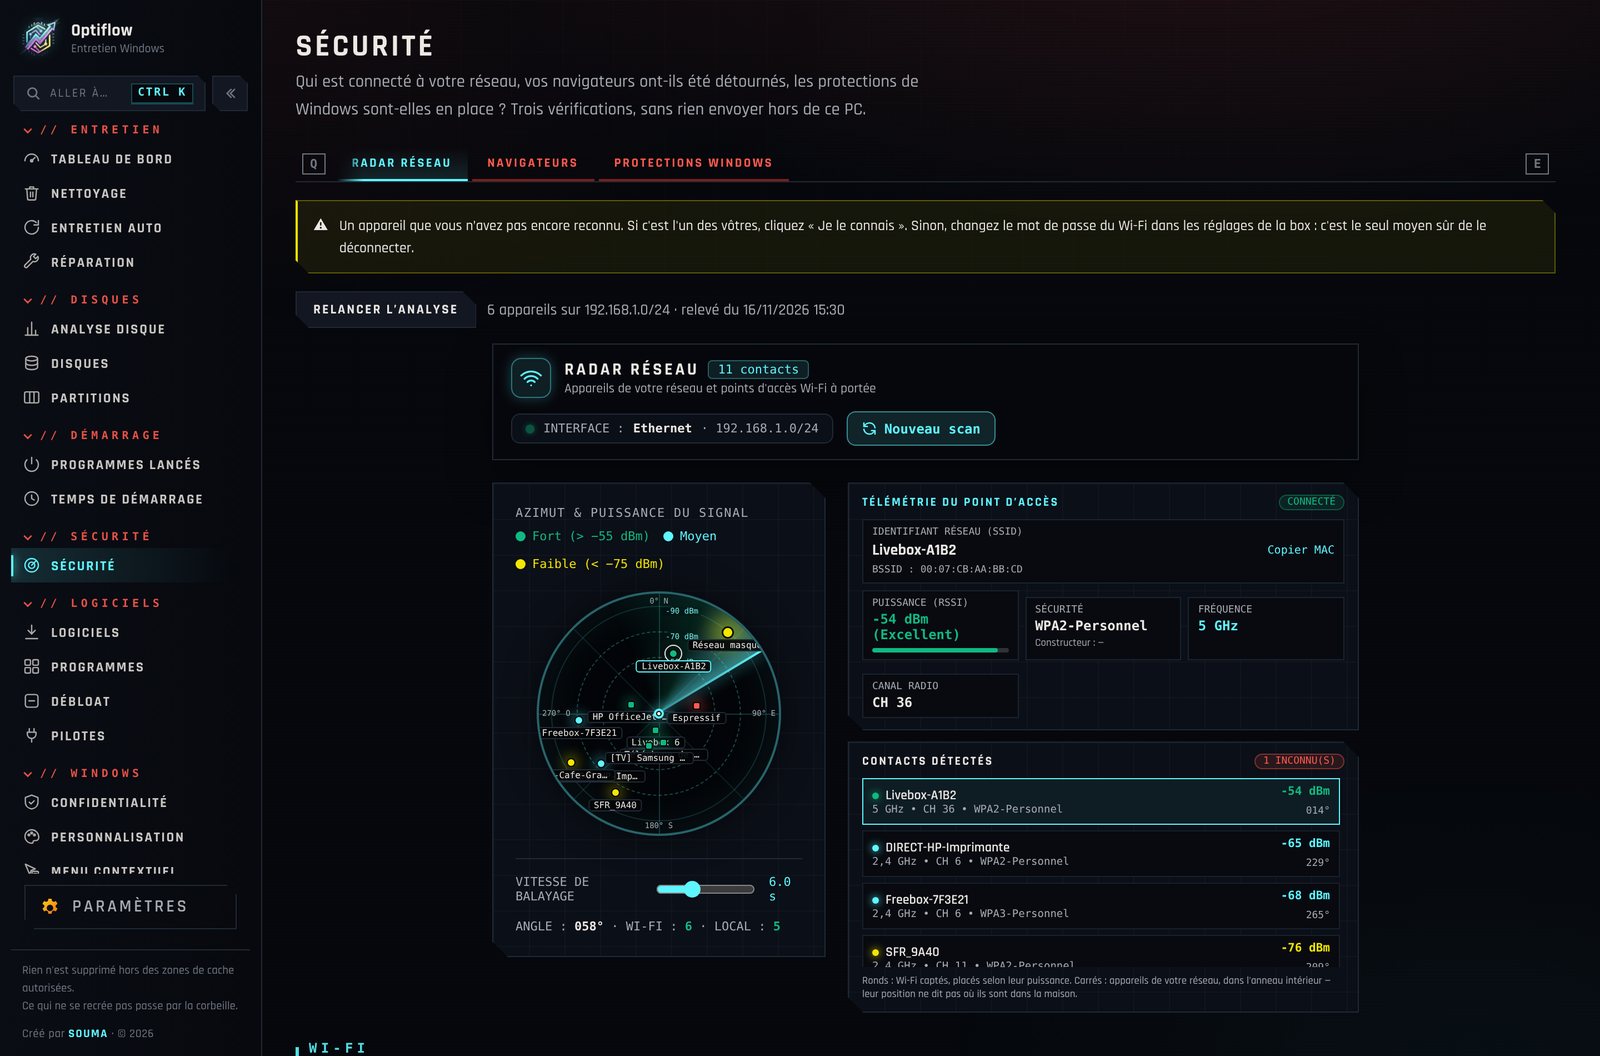 Optiflow
Entretien Windows
ALLER À…
CTRL K
// ENTRETIEN
TABLEAU DE BORD
NETTOYAGE
ENTRETIEN AUTO
RÉPARATION
// DISQUES
ANALYSE DISQUE
DISQUES
PARTITIONS
// DÉMARRAGE
PROGRAMMES LANCÉS
TEMPS DE DÉMARRAGE
// SÉCURITÉ
SÉCURITÉ
// LOGICIELS
LOGICIELS
PROGRAMMES
DÉBLOAT
PILOTES
// WINDOWS
CONFIDENTIALITÉ
PERSONNALISATION
MENU CONTEXTUEL
PARAMÈTRES
Rien n'est supprimé hors des zones de cache
autorisées.
Ce qui ne se recrée pas passe par la corbeille.
Créé par SOUMA · © 2026
SÉCURITÉ
Qui est connecté à votre réseau, vos navigateurs ont-ils été détournés, les protections de
Windows sont-elles en place ? Trois vérifications, sans rien envoyer hors de ce PC.
Q
RADAR RÉSEAU
NAVIGATEURS
PROTECTIONS WINDOWS
E
Un appareil que vous n'avez pas encore reconnu. Si c'est l'un des vôtres, cliquez « Je le connais ». Sinon, changez le mot de passe du Wi-Fi dans les réglages de la box : c'est le seul moyen sûr de le
déconnecter.
RELANCER L'ANALYSE
6 appareils sur 192.168.1.0/24 · relevé du 16/11/2026 15:30
RADAR RÉSEAU
11 contacts
Appareils de votre réseau et points d'accès Wi-Fi à portée
INTERFACE : Ethernet · 192.168.1.0/24
Nouveau scan
AZIMUT & PUISSANCE DU SIGNAL
Fort (> −55 dBm)
Moyen
Faible (< −75 dBm)
0° N
-90 dBm
-70 dBm
Réseau masqu
Livebox-A1B2
270° O
90° E
HP OfficeJet
Espressif
Freebox-7F3E21
[TV] Samsung …
-Cafe-Gra…
Imp…
SFR_9A40
180° S
VITESSE DE
BALAYAGE
6.0
s
ANGLE : 058° · WI-FI : 6 · LOCAL : 5
TÉLÉMÉTRIE DU POINT D'ACCÈS
CONNECTÉ
IDENTIFIANT RÉSEAU (SSID)
Livebox-A1B2
Copier MAC
BSSID : 00:07:CB:AA:BB:CD
PUISSANCE (RSSI)
-54 dBm
(Excellent)
SÉCURITÉ
WPA2-Personnel
Constructeur : —
FRÉQUENCE
5 GHz
CANAL RADIO
CH 36
CONTACTS DÉTECTÉS
1 INCONNU(S)
Livebox-A1B2
-54 dBm
5 GHz • CH 36 • WPA2-Personnel
014°
DIRECT-HP-Imprimante
-65 dBm
2,4 GHz • CH 6 • WPA2-Personnel
229°
Freebox-7F3E21
-68 dBm
2,4 GHz • CH 6 • WPA3-Personnel
265°
SFR_9A40
-76 dBm
2,4 GHz • CH 11 • WPA2-Personnel
209°
Ronds : Wi-Fi captés, placés selon leur puissance. Carrés : appareils de votre réseau, dans l'anneau intérieur —
leur position ne dit pas où ils sont dans la maison.
WI-FI